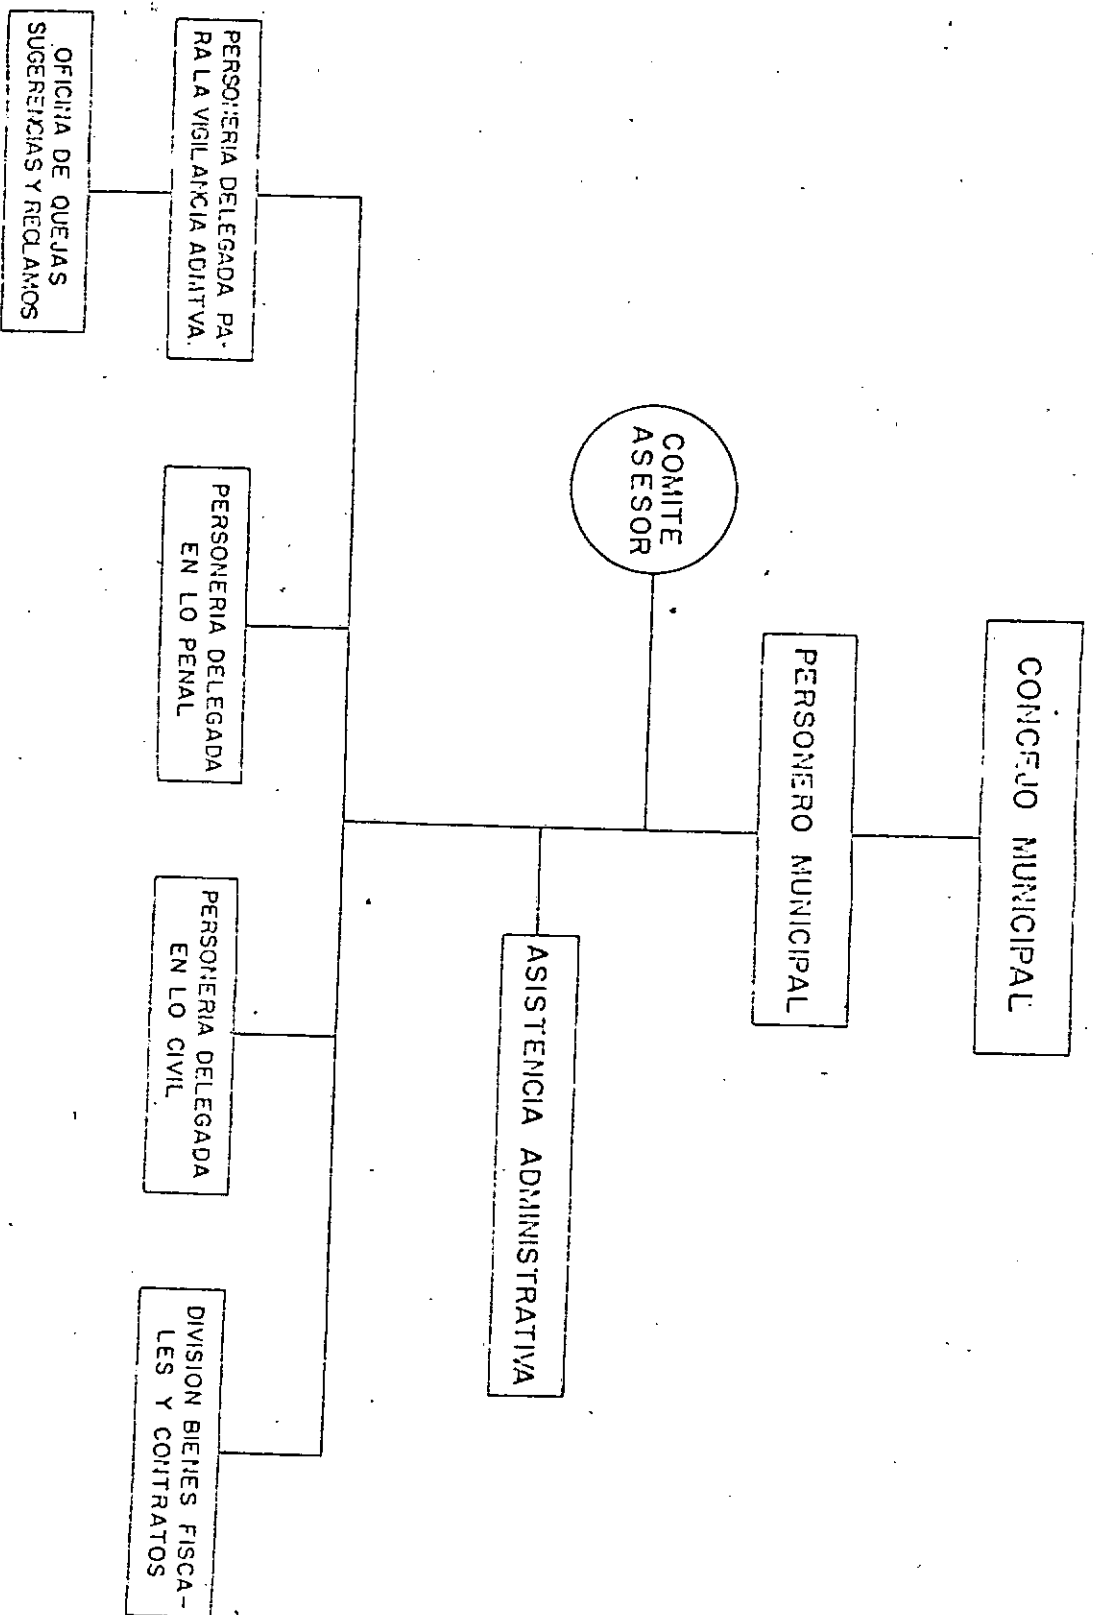 CONCEJO MUNICIPAL
PERSONERO MUNICIPAL
COMITE
ASESOR
ASISTENCIA ADMINISTRATIVA
PERSONERIA DELEGADA PA-
RA LA VIGILANCIA ADMTVA.
PERSONERIA DELEGADA
EN LO PENAL
PERSONERIA DELEGADA
EN LO CIVIL
DIVISION BIENES FISCA-
LES Y CONTRATOS
OFICINA DE QUEJAS
SUGERENCIAS Y RECLAMOS